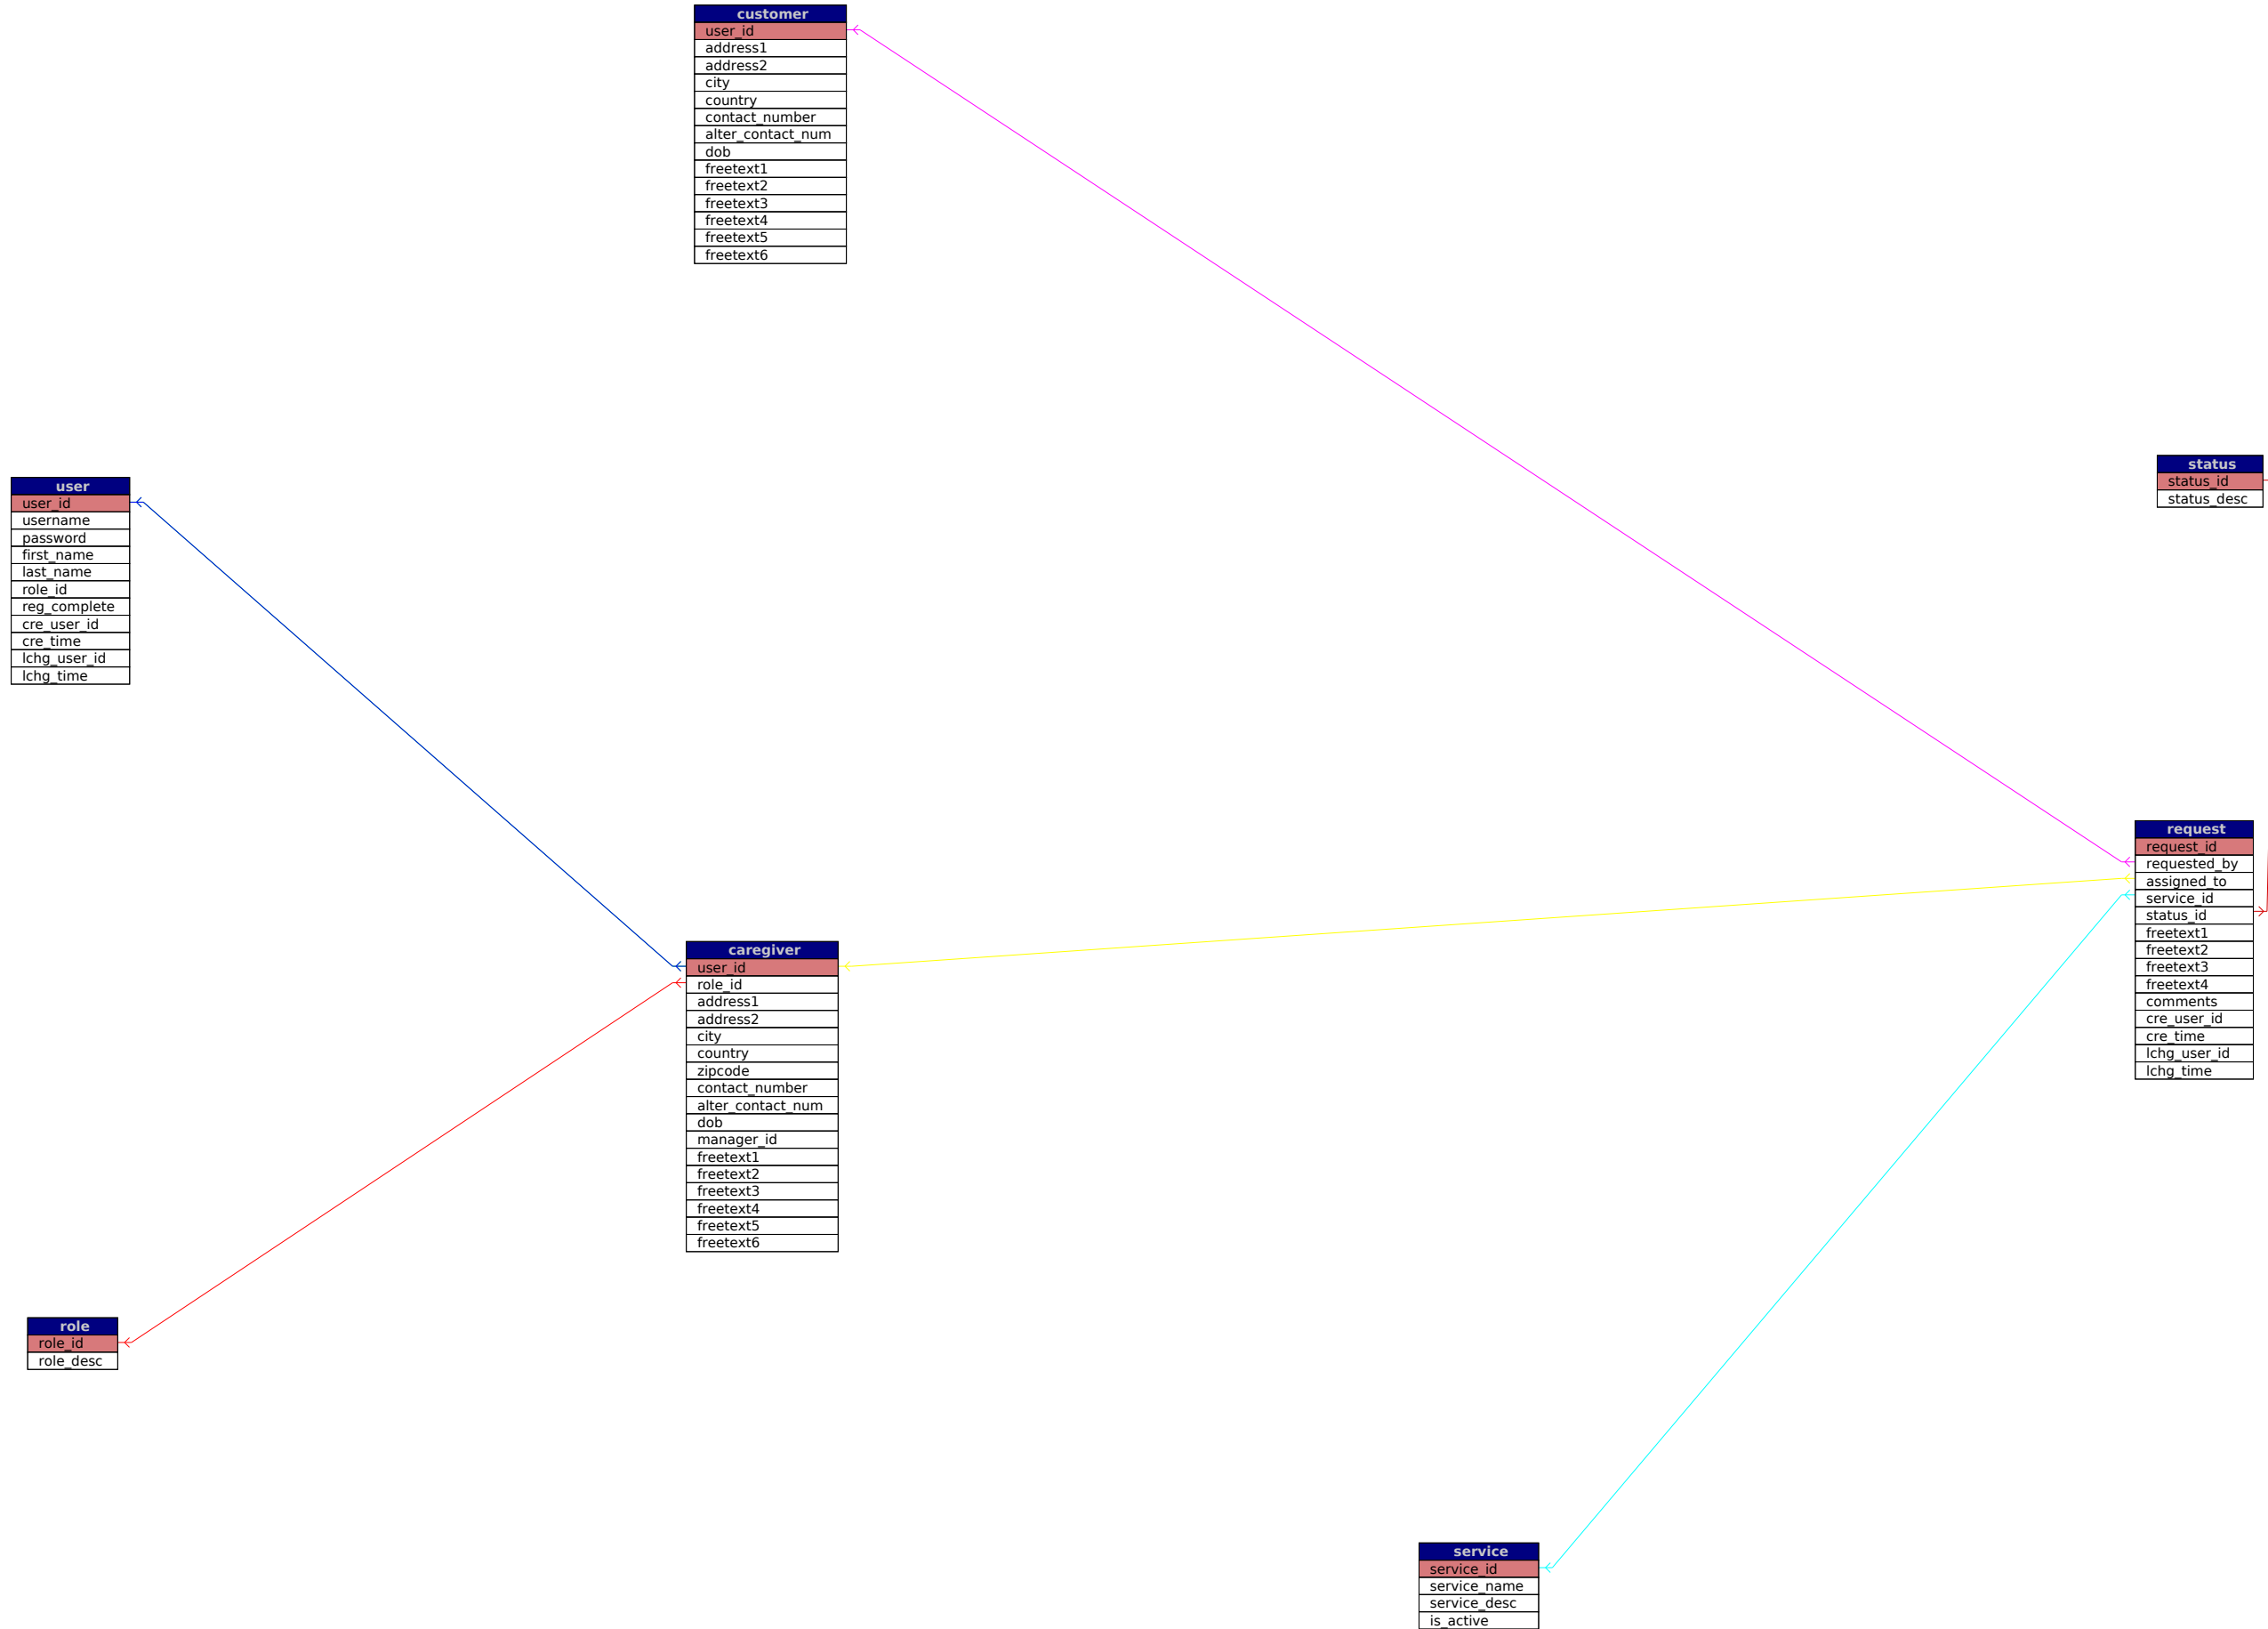 customer
user_id
address1
address2
city
country
contact_number
alter_contact_num
dob
freetext1
freetext2
freetext3
freetext4
freetext5
freetext6
status
status_id
status_desc
user
user_id
username
password
first_name
last_name
role_id
reg_complete
cre_user_id
cre_time
lchg_user_id
lchg_time
request
request_id
requested_by
assigned_to
service_id
status_id
freetext1
freetext2
freetext3
freetext4
comments
cre_user_id
cre_time
lchg_user_id
lchg_time
caregiver
user_id
role_id
address1
address2
city
country
zipcode
contact_number
alter_contact_num
dob
manager_id
freetext1
freetext2
freetext3
freetext4
freetext5
freetext6
role
role_id
role_desc
service
service_id
service_name
service_desc
is_active